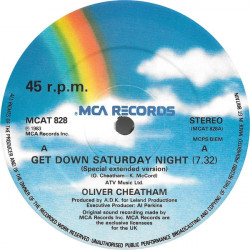 45 r.p.m.
MCA RECORDS
MCAT 828
STEREO
(MCAT 828A)
℗ 1983
MCA Records Inc.
MCPS B.I.E.M.
A
A
GET DOWN SATURDAY NIGHT (7.32)
(Special extended version)
(O. Cheatham - K. McCord)
ATV Music Ltd.
OLIVER CHEATHAM
Produced by A.D.K. for Leland Productions
Executive Producer: Al Perkins
Original sound recording made by
MCA Records Inc. MCA Records
are the exclusive licensees
for the UK